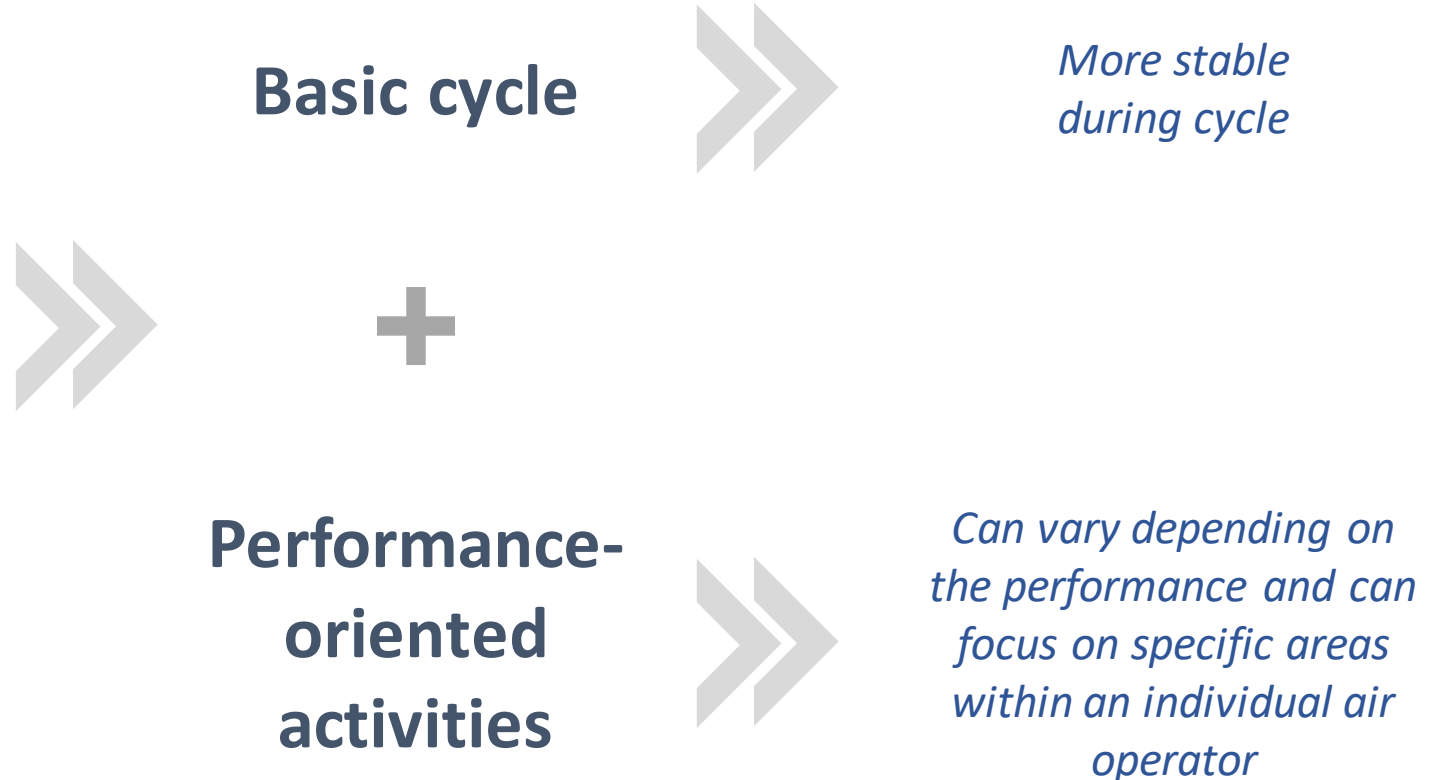 Basic cycle
More stable
during cycle
+
Performance-
oriented
activities
Can vary depending on
the performance and can
focus on specific areas
within an individual air
operator